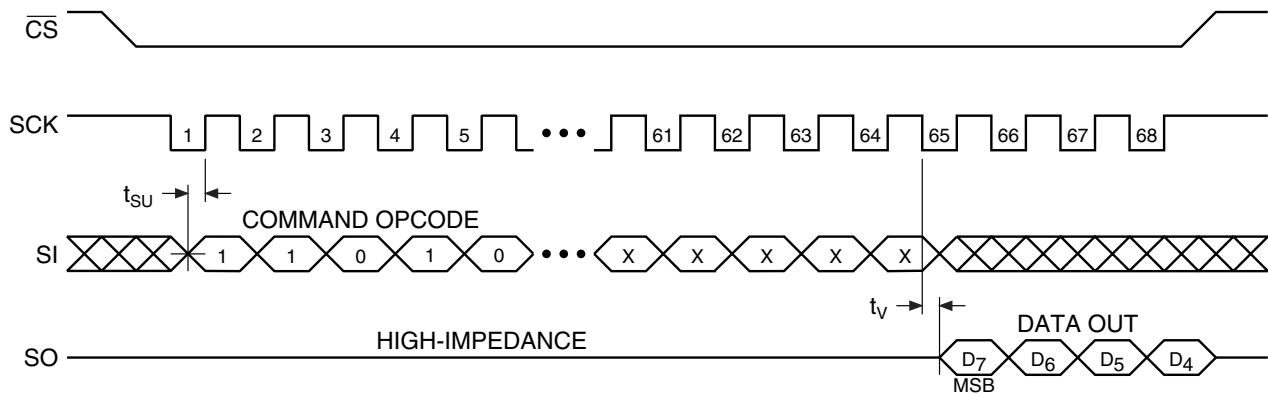 CS
SCK 1 2 3 4 5 ••• 61 62 63 64 65 66 67 68
tSU
COMMAND OPCODE
SI 1 1 0 1 0 ••• X X X X X
tV
HIGH-IMPEDANCE
DATA OUT
SO D7 D6 D5 D4
MSB